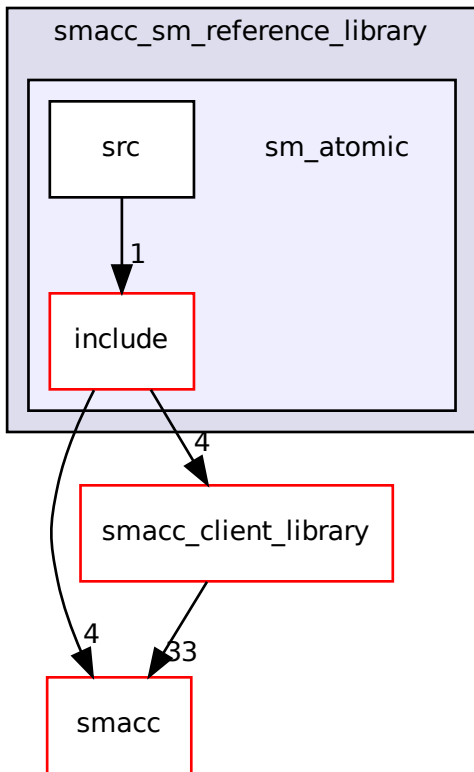 smacc_sm_reference_library
src
sm_atomic
1
include
4
smacc_client_library
4
33
smacc